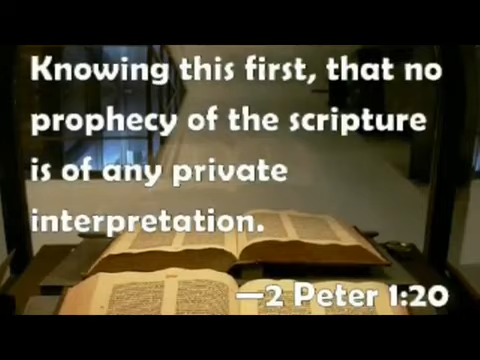 Knowing this first, that no
prophecy of the scripture
is of any private
interpretation.
—2 Peter 1:20